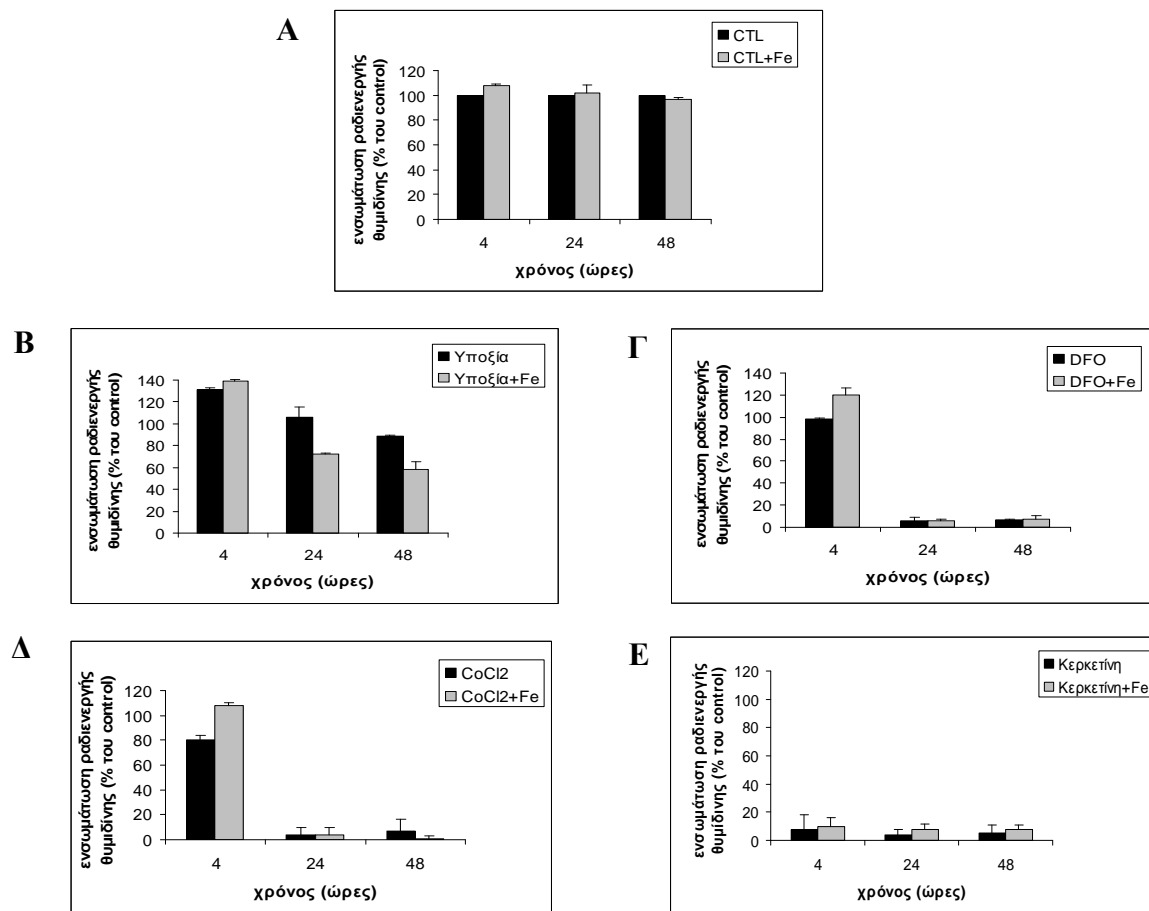 Α
CTL
CTL+Fe
ενσωμάτωση ραδιενεργής
θυμιδίνης (% του control)
120
100
80
60
40
20
0
4 24 48
χρόνος (ώρες)
Β
Υποξία
Υποξία+Fe
ενσωμάτωση ραδιενεργής
θυμιδίνης (% του control)
140
120
100
80
60
40
20
0
4 24 48
χρόνος (ώρες)
Γ
DFO
DFO+Fe
ενσωμάτωση ραδιενεργής
θυμιδίνης (% του control)
140
120
100
80
60
40
20
0
4 24 48
χρόνος (ώρες)
Δ
CoCl2
CoCl2+Fe
ενσωμάτωση ραδιενεργής
θυμιδίνης (% του control)
120
100
80
60
40
20
0
4 24 48
χρόνος (ώρες)
Ε
Κερκετίνη
Κερκετίνη+Fe
ενσωμάτωση ραδιενεργής
θυμίδινης (% του control)
120
100
80
60
40
20
0
4 24 48
χρόνος (ώρες)